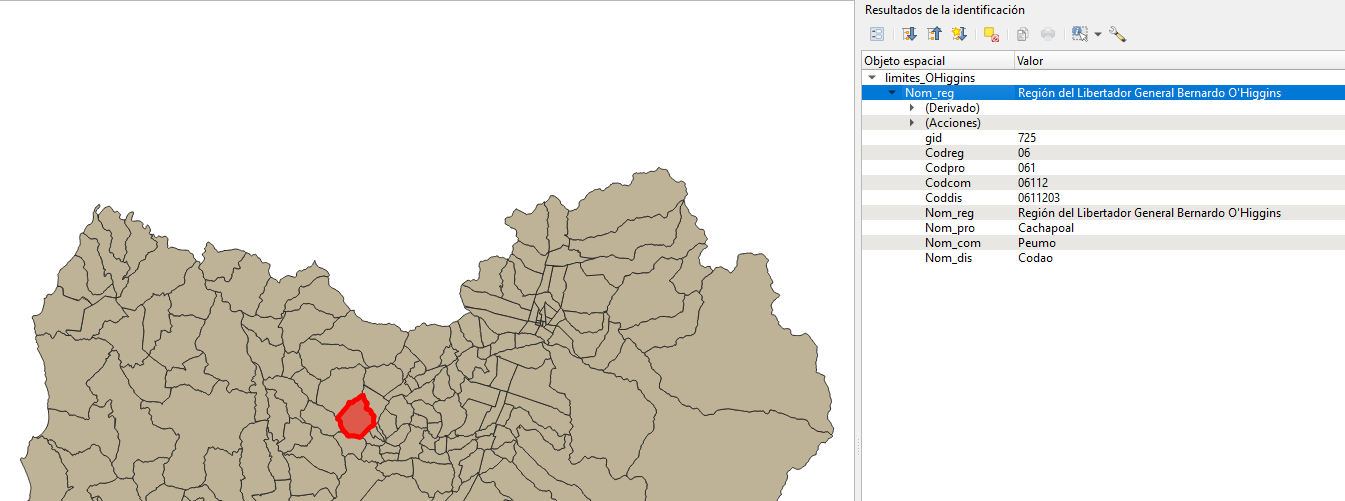 Resultados de la identificación
Objeto espacial Valor
limites_OHiggins
Nom_reg Región del Libertador General Bernardo O'Higgins
(Derivado)
(Acciones)
gid 725
Codreg 06
Codpro 061
Codcom 06112
Coddis 0611203
Nom_reg Región del Libertador General Bernardo O'Higgins
Nom_pro Cachapoal
Nom_com Peumo
Nom_dis Codao